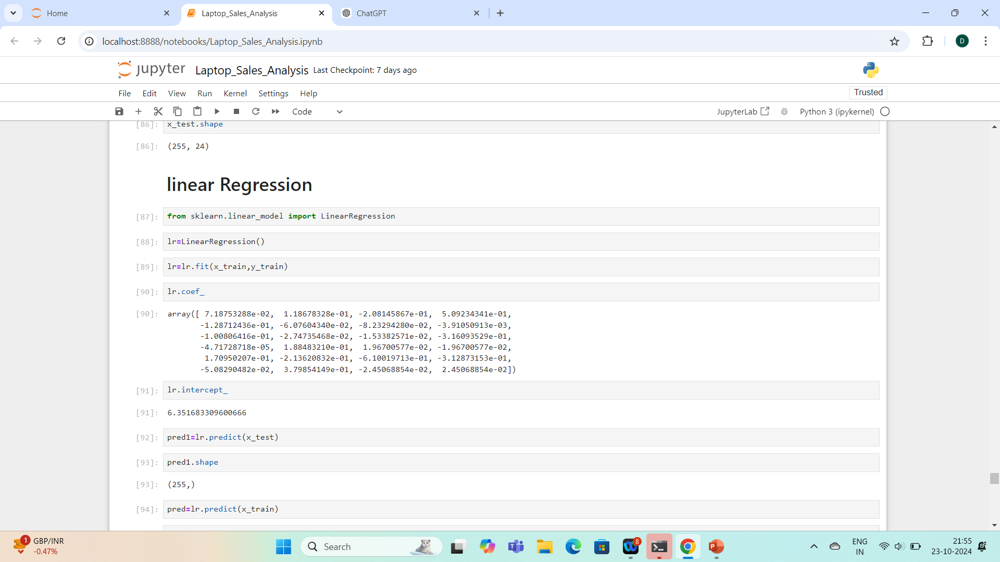 Home
Laptop_Sales_Analysis
ChatGPT
localhost:8888/notebooks/Laptop_Sales_Analysis.ipynb
D
jupyter Laptop_Sales_Analysis Last Checkpoint: 7 days ago
File Edit View Run Kernel Settings Help
Trusted
Code
JupyterLab
Python 3 (ipykernel)
[86]: x_test.shape
[86]: (255, 24)
linear Regression
[87]: from sklearn.linear_model import LinearRegression
[88]: lr=LinearRegression()
[89]: lr=lr.fit(x_train,y_train)
[90]: lr.coef_
[90]: array([ 7.18753288e-02,  1.18678328e-01, -2.08145867e-01,  5.09234341e-01,
-1.28712436e-01, -6.07604340e-02, -8.23294280e-02, -3.91050913e-03,
-1.00806416e-01, -2.74735468e-02, -1.53382571e-02, -3.16093529e-01,
-4.71728718e-05,  1.88483210e-01,  1.96700577e-02, -1.96700577e-02,
1.70950207e-01, -2.13620832e-01, -6.10019713e-01, -3.12873153e-01,
-5.08290482e-02,  3.79854149e-01, -2.45068854e-02,  2.45068854e-02])
[91]: lr.intercept_
[91]: 6.351683309600666
[92]: pred1=lr.predict(x_test)
[93]: pred1.shape
[93]: (255,)
[94]: pred=lr.predict(x_train)
1
GBP/INR
-0.47%
Search
8
ENG
IN
21:55
23-10-2024